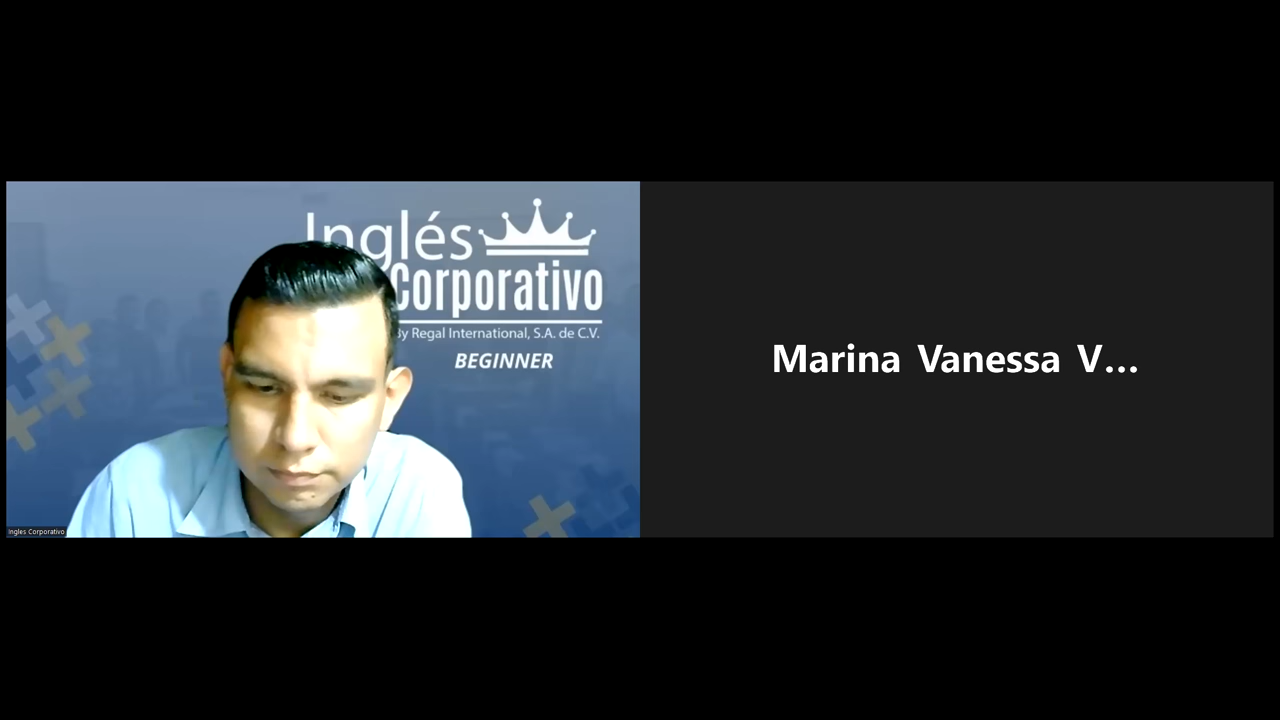 Inglés
Corporativo
By Regal International, S.A. de C.V.
BEGINNER
Ingles Corporativo
Marina Vanessa V...